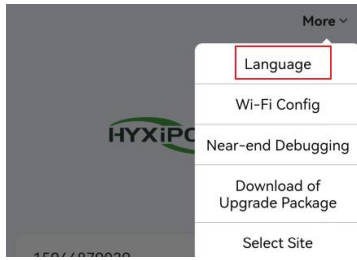 More
Language
HYXiPO
Wi-Fi Config
Near-end Debugging
Download of
Upgrade Package
Select Site